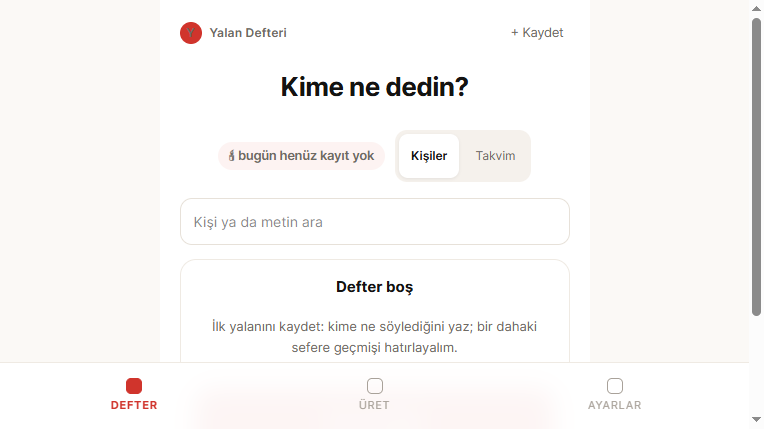 Y Yalan Defteri
+ Kaydet
Kime ne dedin?
bugün henüz kayıt yok
Kişiler
Takvim
Kişi ya da metin ara
Defter boş
İlk yalanını kaydet: kime ne söylediğini yaz; bir dahaki
sefere geçmişi hatırlayalım.
DEFTER
ÜRET
AYARLAR